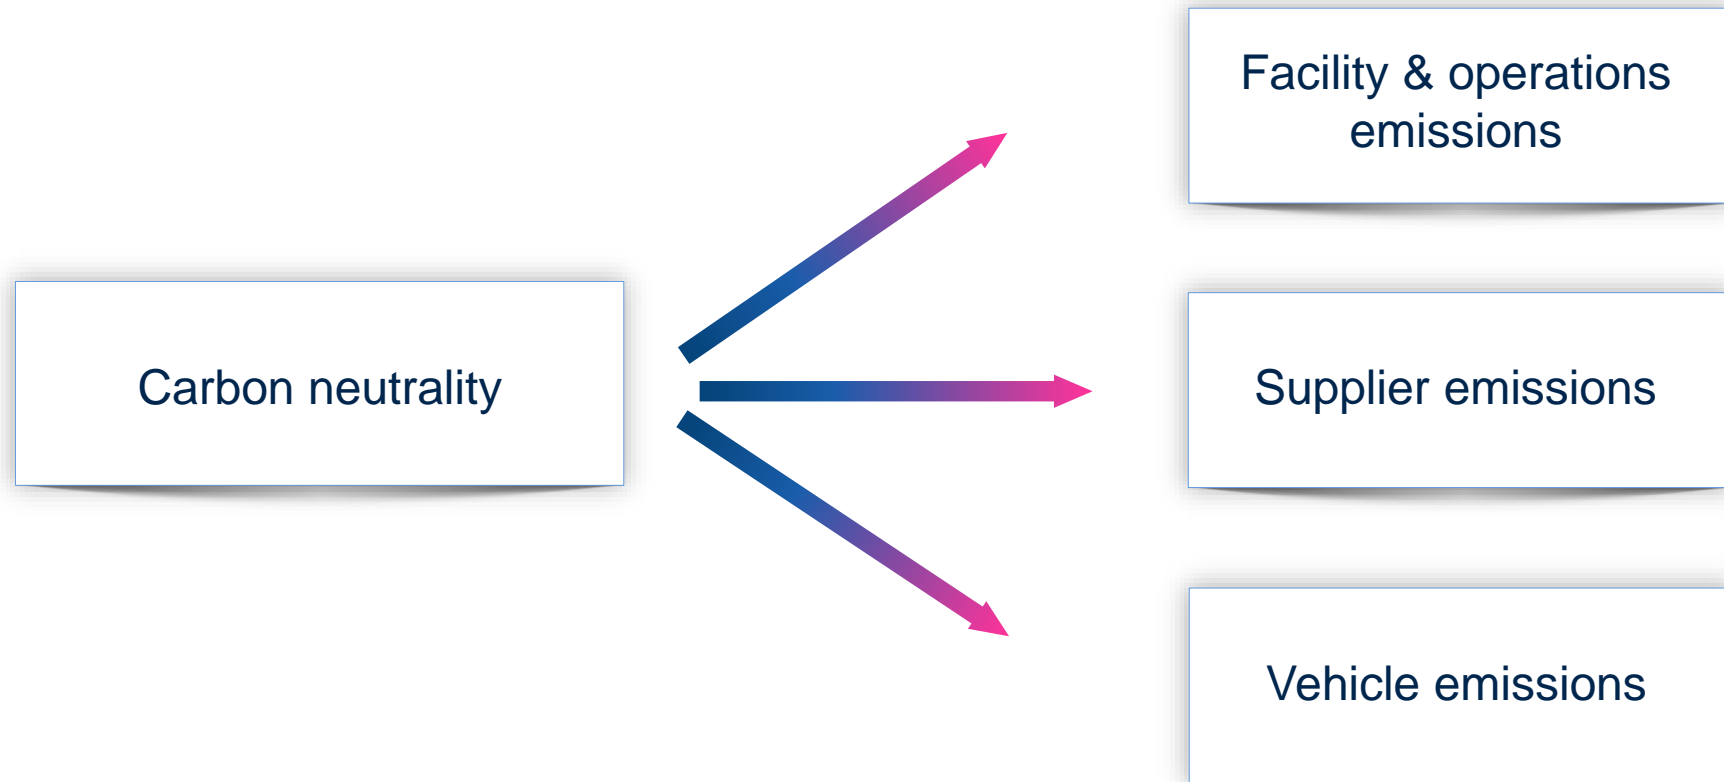 Facility & operations
emissions
Carbon neutrality
Supplier emissions
Vehicle emissions